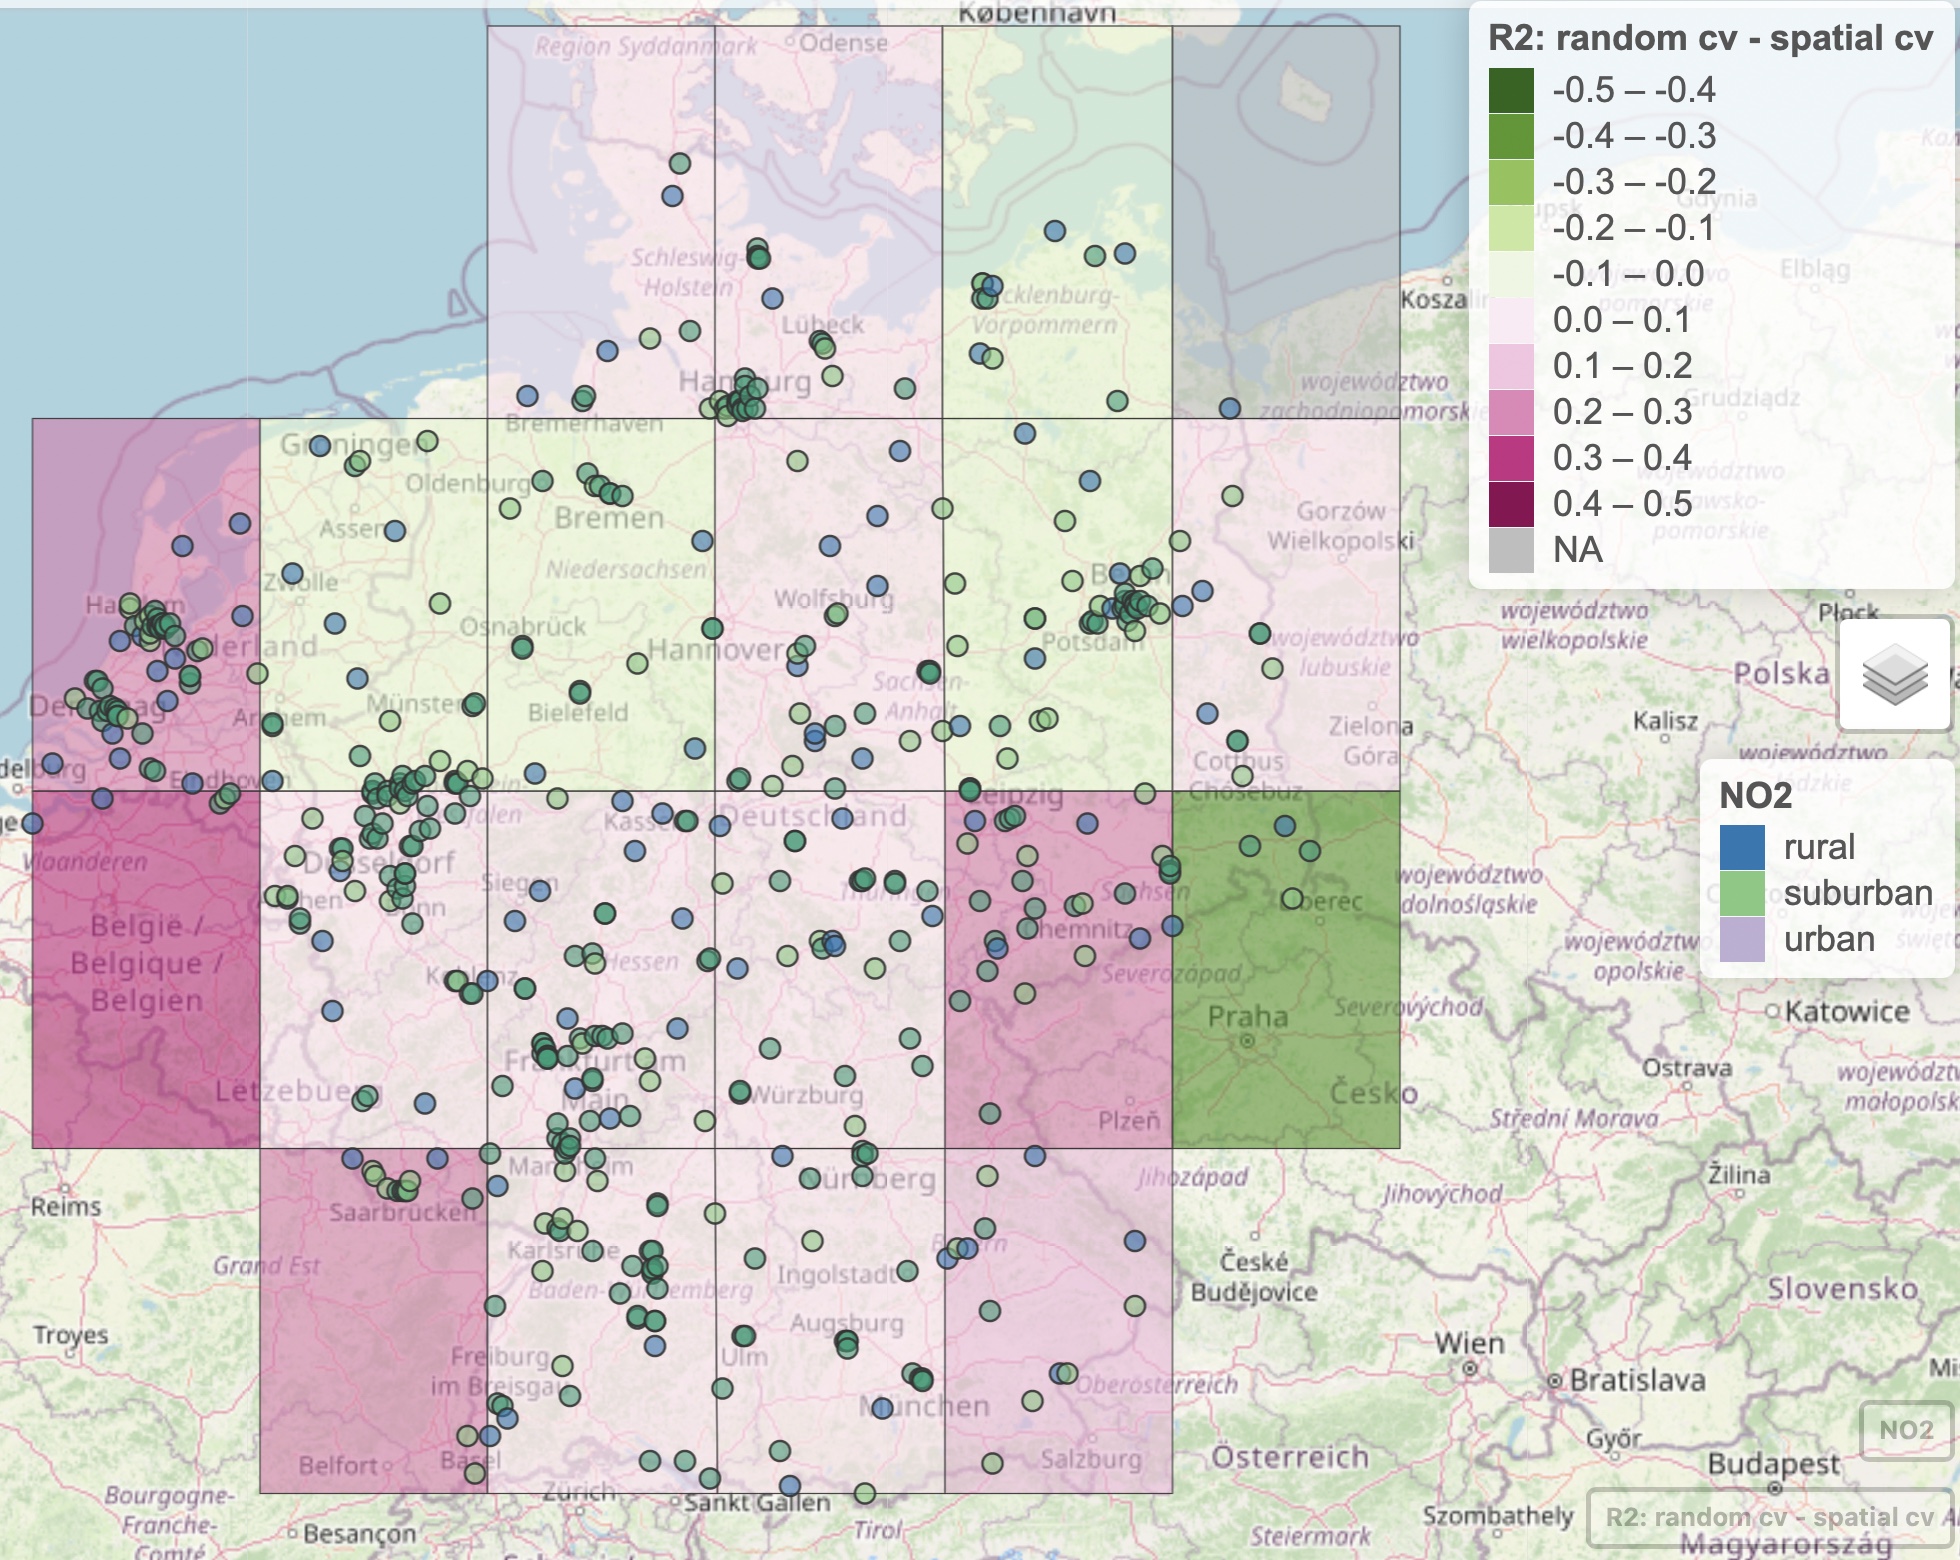 København
Region Syddanmark
Odense
R2: random cv - spatial cv
-0.5 – -0.4
-0.4 – -0.3
-0.3 – -0.2
-0.2 – -0.1
-0.1 – 0.0
0.0 – 0.1
0.1 – 0.2
0.2 – 0.3
0.3 – 0.4
0.4 – 0.5
NA
Gdynia
Schleswig-
Holstein
Elbląg
Lübeck
Vorpommern
województwo
zachodniopomorskie
Grudziądz
Hamburg
Bremerhaven
Groningen
Oldenburg
Assen
Bremen
Gorzów
Wielkopolski
Niedersachsen
Zwolle
Wolfsburg
Haarlem
województwo
wielkopolskie
Płock
Osnabrück
Hannover
Potsdam
województwo
lubuskie
Polska
Sachsen-
Anhalt
Den Haag
Arnhem
Münster
Bielefeld
Zielona
Góra
Kalisz
Cottbus
Chóśebuz
Eindhoven
Leipzig
NO2
rural
suburban
urban
Kassel
Deutschland
Vlaanderen
Düsseldorf
Siegen
Thüringen
Sachsen
województwo
dolnośląskie
Aachen
Bonn
Liberec
België /
Belgique /
Belgien
Chemnitz
województwo
opolskie
Koblenz
Hessen
Severozápad
Severovýchod
Praha
Katowice
Frankfurt am
Main
Lëtzebuerg
Würzburg
Plzeň
Česko
Ostrava
Střední Morava
województwo
małopolskie
Mannheim
Nürnberg
Jihozápad
Jihovýchod
Žilina
Reims
Saarbrücken
Karlsruhe
Bayern
Grand Est
Ingolstadt
Baden-Württemberg
České
Budějovice
Slovensko
Troyes
Augsburg
Wien
Freiburg
im Breisgau
Ulm
Oberösterreich
Bratislava
München
Belfort
Basel
Salzburg
Österreich
Győr
Budapest
NO2
Bourgogne-
Franche-
Comté
Besançon
Zürich
Sankt Gallen
Tirol
Steiermark
Szombathely
R2: random cv - spatial cv
Magyarország